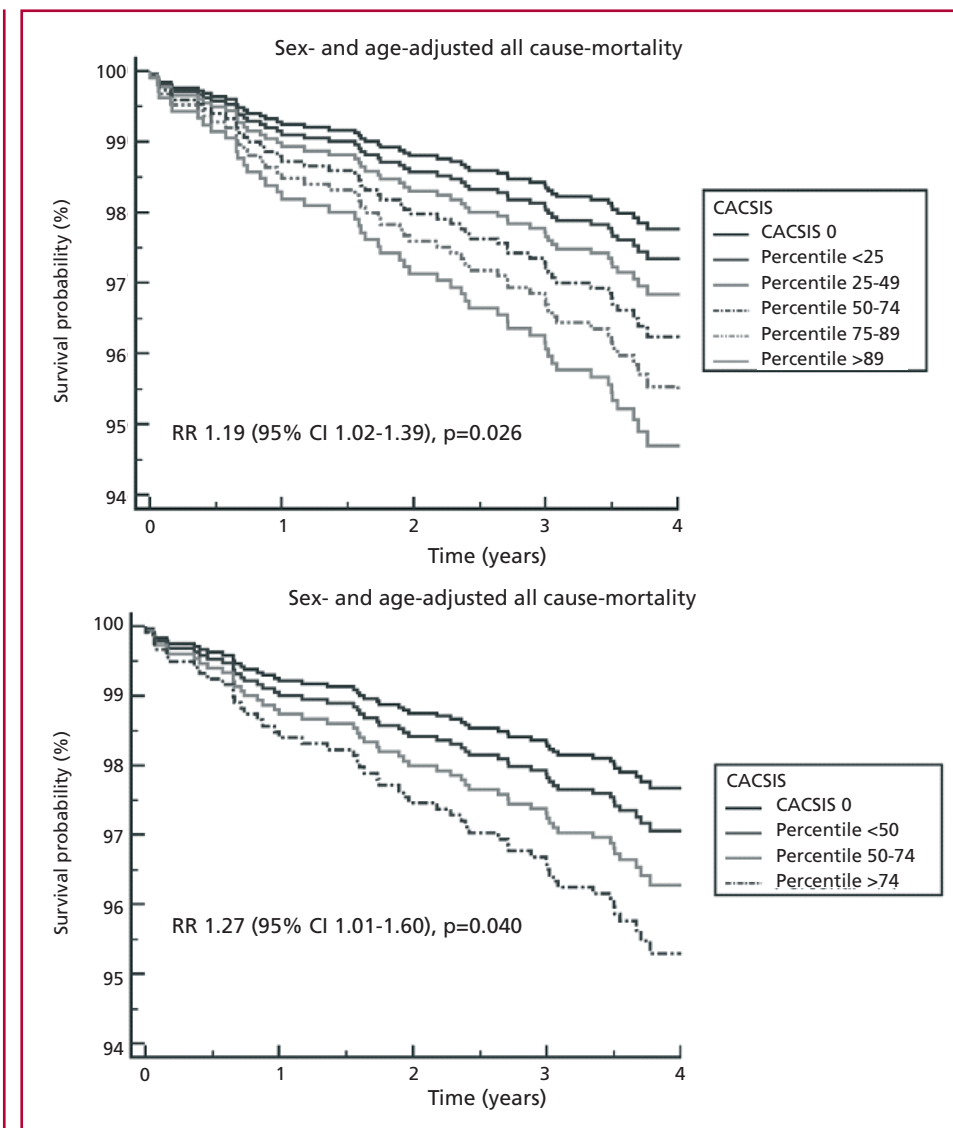 Sex- and age-adjusted all cause-mortality
100
99
98
97
96
95
94
Survival probability (%)
RR 1.19 (95% CI 1.02-1.39), p=0.026
0 1 2 3 4
Time (years)
CACSIS
CACSIS 0
Percentile <25
Percentile 25-49
Percentile 50-74
Percentile 75-89
Percentile >89
Sex- and age-adjusted all cause-mortality
100
99
98
97
96
95
94
Survival probability (%)
RR 1.27 (95% CI 1.01-1.60), p=0.040
0 1 2 3 4
Time (years)
CACSIS
CACSIS 0
Percentile <50
Percentile 50-74
Percentile >74